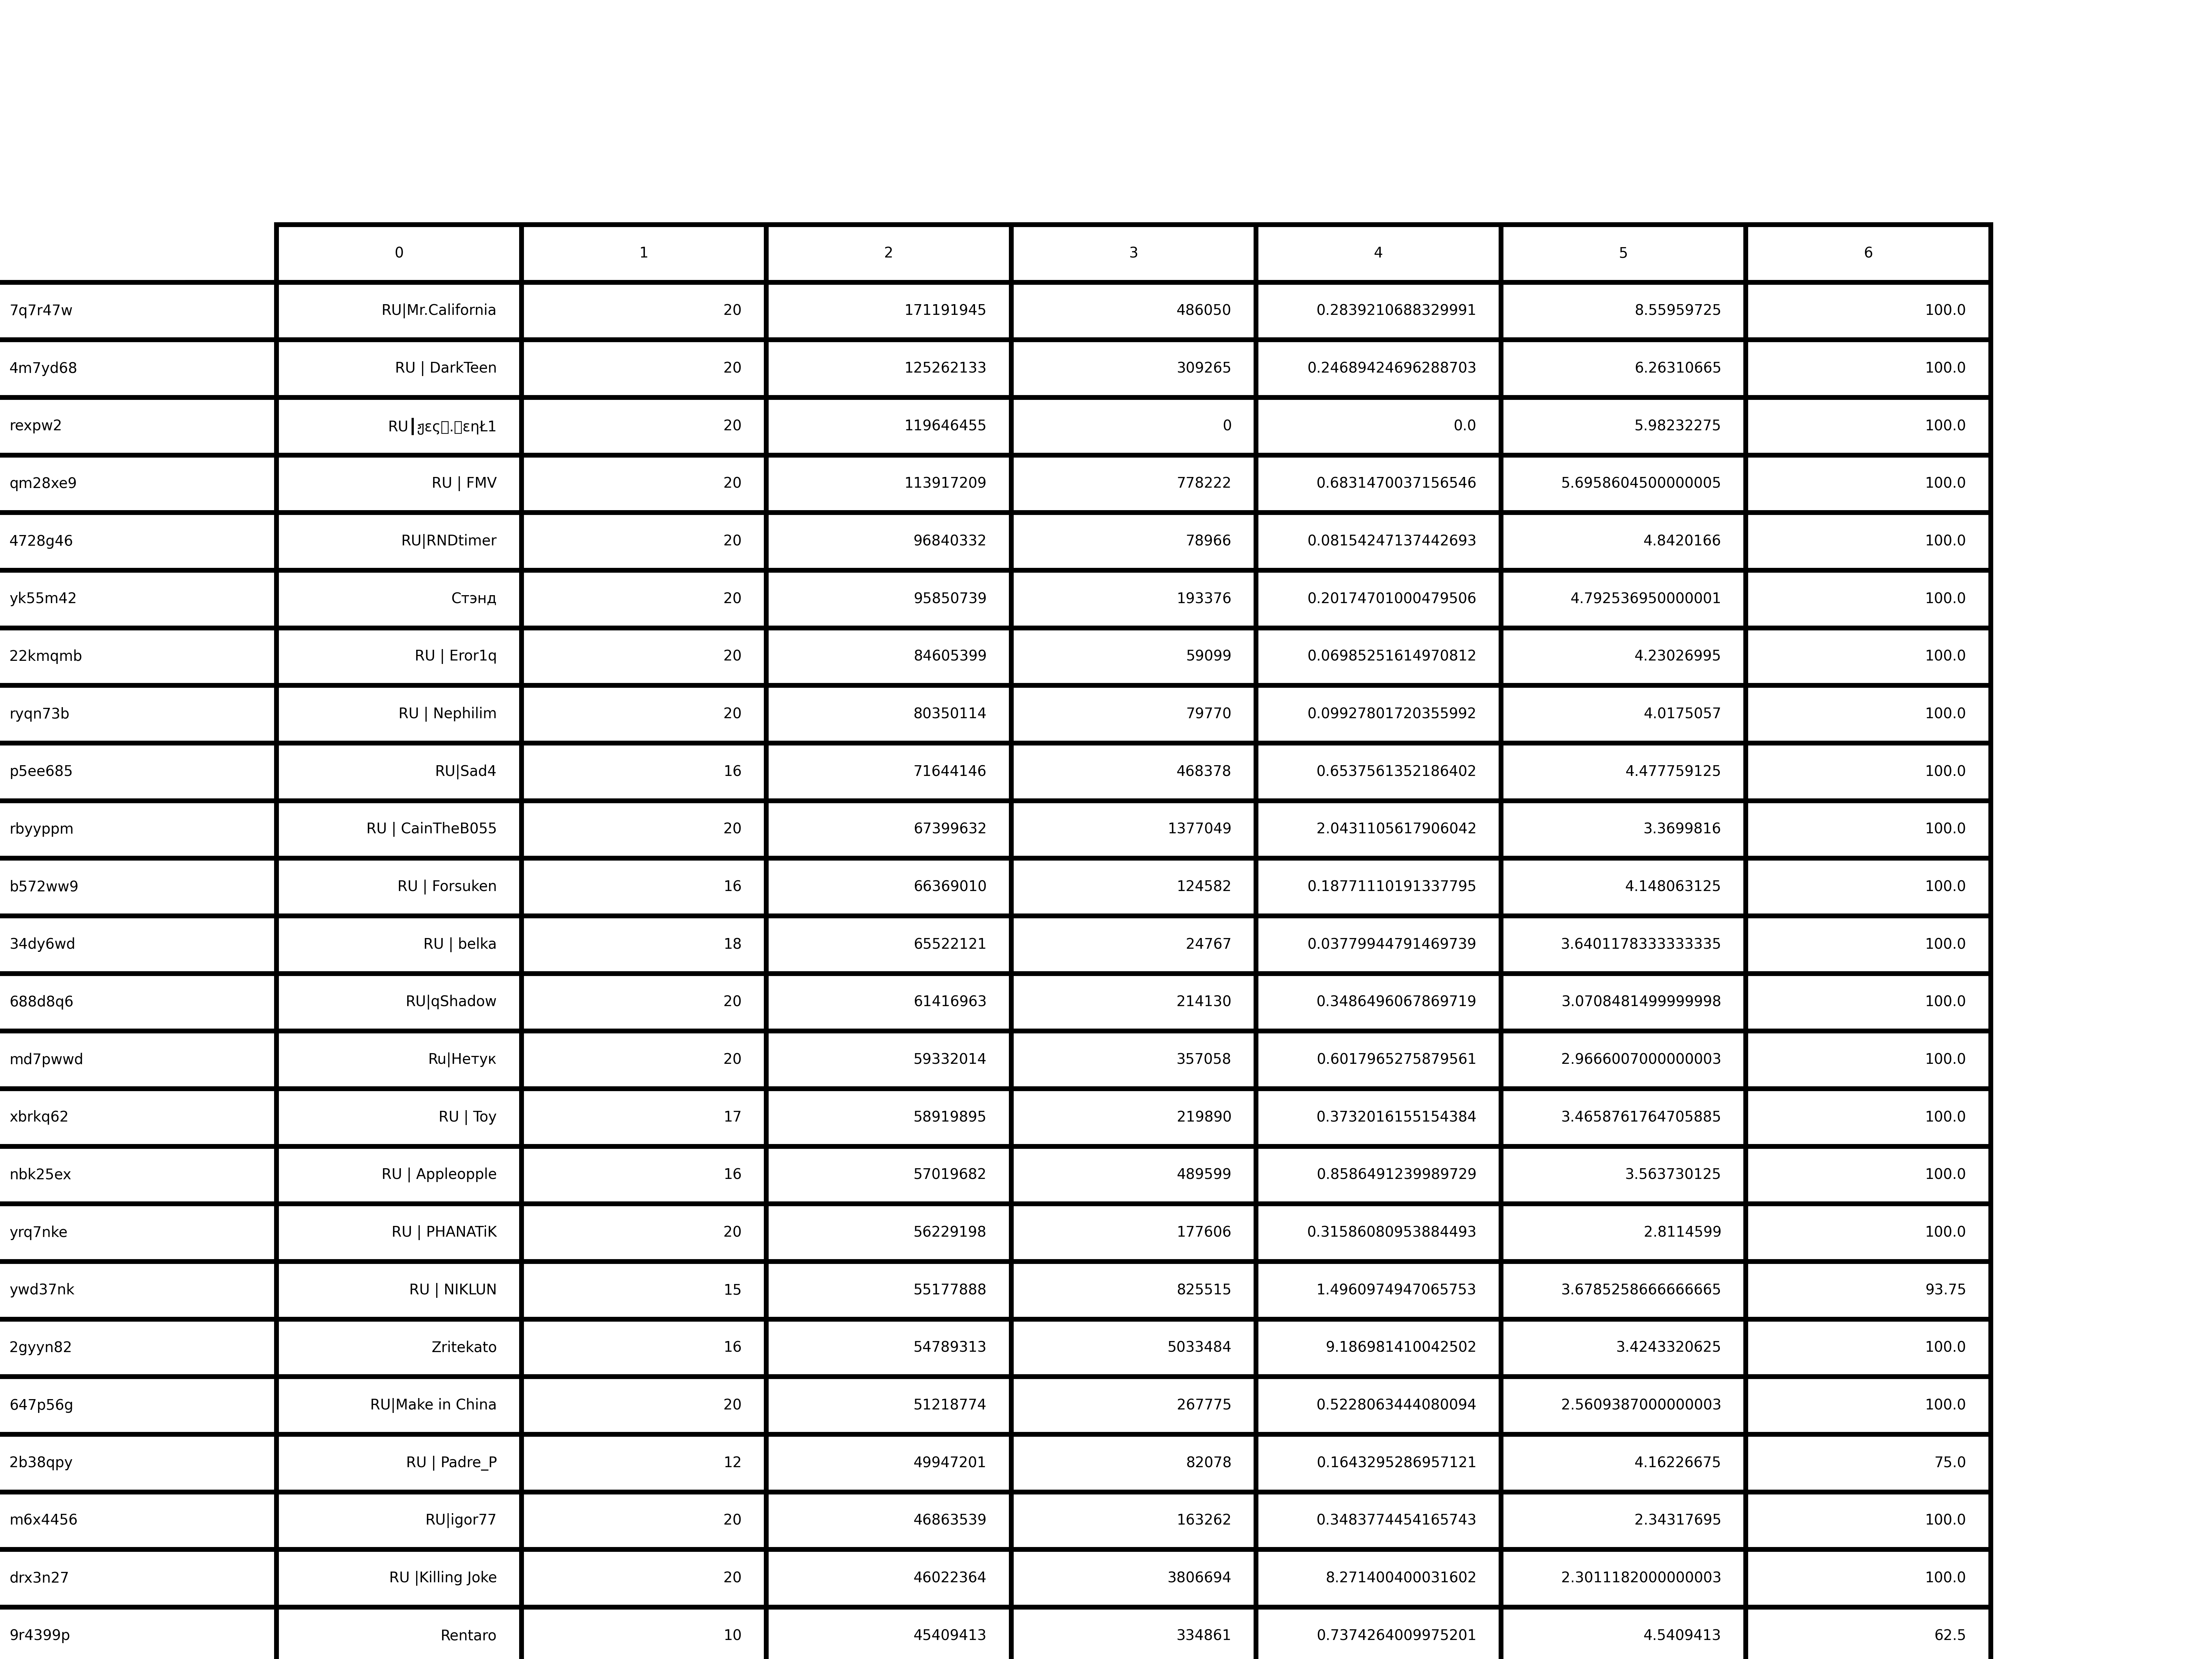 0 1 2 3 4 5 6
7q7r47w RU|Mr.California 20 171191945 486050 0.2839210688329991 8.55959725 100.0
4m7yd68 RU | DarkTeen 20 125262133 309265 0.24689424696288703 6.26310665 100.0
rexpw2 20 119646455 0 0.0 5.98232275 100.0
qm28xe9 RU | FMV 20 113917209 778222 0.6831470037156546 5.6958604500000005 100.0
4728g46 RU|RNDtimer 20 96840332 78966 0.08154247137442693 4.8420166 100.0
yk55m42 Стэнд 20 95850739 193376 0.20174701000479506 4.792536950000001 100.0
22kmqmb RU | Eror1q 20 84605399 59099 0.06985251614970812 4.23026995 100.0
ryqn73b RU | Nephilim 20 80350114 79770 0.09927801720355992 4.0175057 100.0
p5ee685 RU|Sad4 16 71644146 468378 0.6537561352186402 4.477759125 100.0
rbyyppm RU | CainTheB055 20 67399632 1377049 2.0431105617906042 3.3699816 100.0
b572ww9 RU | Forsuken 16 66369010 124582 0.18771110191337795 4.148063125 100.0
34dy6wd RU | belka 18 65522121 24767 0.03779944791469739 3.6401178333333335 100.0
688d8q6 RU|qShadow 20 61416963 214130 0.3486496067869719 3.0708481499999998 100.0
md7pwwd Ru|Нетук 20 59332014 357058 0.6017965275879561 2.9666007000000003 100.0
xbrkq62 RU | Toy 17 58919895 219890 0.3732016155154384 3.4658761764705885 100.0
nbk25ex RU | Appleopple 16 57019682 489599 0.8586491239989729 3.563730125 100.0
yrq7nke RU | PHANATiK 20 56229198 177606 0.31586080953884493 2.8114599 100.0
ywd37nk RU | NIKLUN 15 55177888 825515 1.4960974947065753 3.6785258666666665 93.75
2gyyn82 Zritekato 16 54789313 5033484 9.186981410042502 3.4243320625 100.0
647p56g RU|Make in China 20 51218774 267775 0.5228063444080094 2.5609387000000003 100.0
2b38qpy RU | Padre_P 12 49947201 82078 0.1643295286957121 4.16226675 75.0
m6x4456 RU|igor77 20 46863539 163262 0.3483774454165743 2.34317695 100.0
drx3n27 RU |Killing Joke 20 46022364 3806694 8.271400400031602 2.3011182000000003 100.0
9r4399p Rentaro 10 45409413 334861 0.7374264009975201 4.5409413 62.5